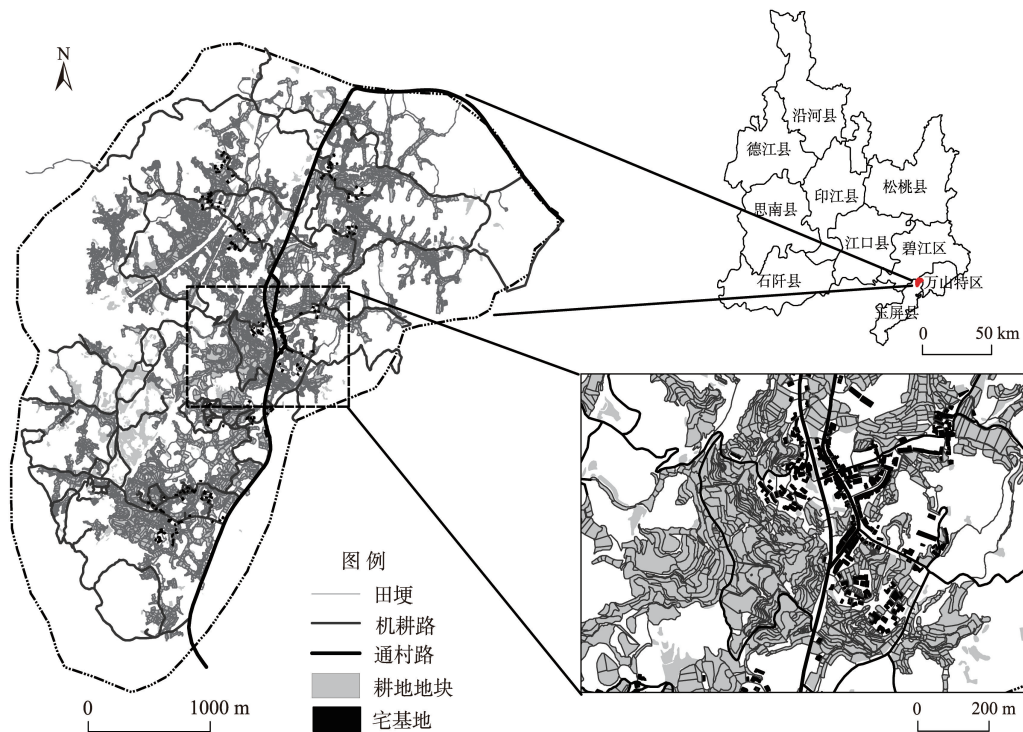 N
沿河县
德江县
印江县
松桃县
思南县
江口县
碧江区
石阡县
万山特区
玉屏县
0 50 km
图例
田埂
机耕路
通村路
耕地地块
宅基地
0 1000 m
0 200 m